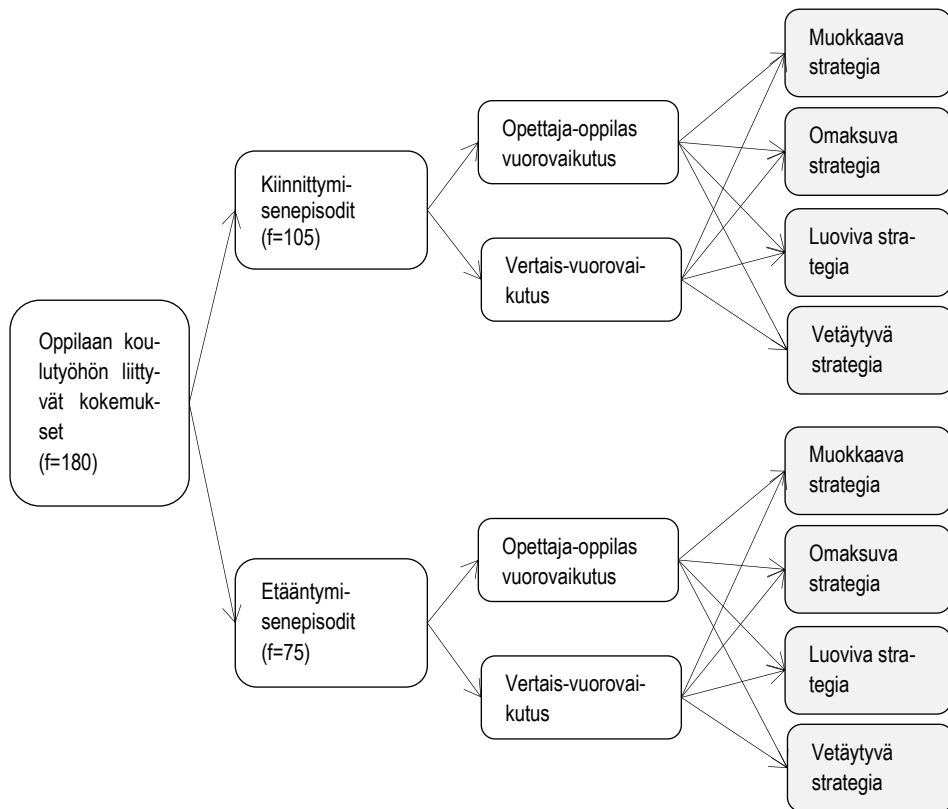 Oppilaan kou-
lutyöhön liitty-
vät kokemuk-
set
(f=180)
Kiinnittymi-
senepisodit
(f=105)
Opettaja-oppilas
vuorovaikutus
Vertais-vuorovai-
kutus
Muokkaava
strategia
Omaksuva
strategia
Luoviva stra-
tegia
Vetäytyvä
strategia
Etääntymi-
senepisodit
(f=75)
Opettaja-oppilas
vuorovaikutus
Vertais-vuorovai-
kutus
Muokkaava
strategia
Omaksuva
strategia
Luoviva stra-
tegia
Vetäytyvä
strategia